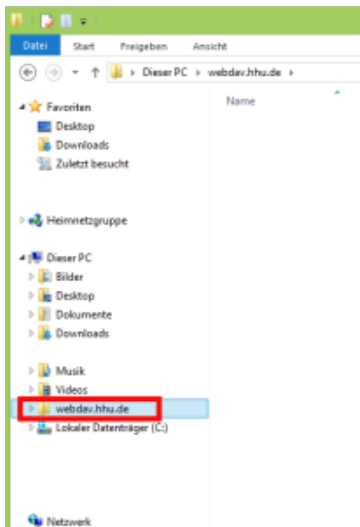 Datei Start Freigeben Ansicht
Dieser PC webdav.hhu.de
Name
Favoriten
Desktop
Downloads
Zuletzt besucht
Heimnetzgruppe
Dieser PC
Bilder
Desktop
Dokumente
Downloads
Musik
Videos
webdav.hhu.de
Lokaler Datenträger (C:)
Netzwerk